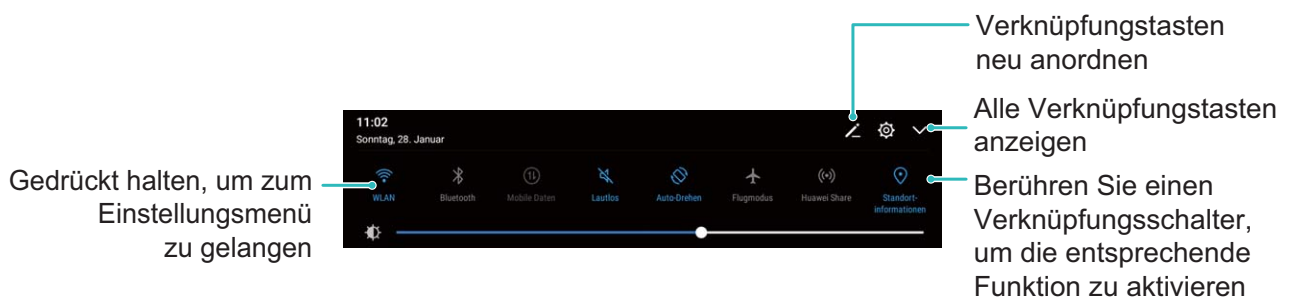 Verknüpfungstasten
neu anordnen
Alle Verknüpfungstasten
anzeigen
11:02
Sonntag, 28. Januar
Gedrückt halten, um zum
Einstellungsmenü
zu gelangen
WLAN
Bluetooth
Mobile Daten
Lautlos
Auto-Drehen
Flugmodus
Huawei Share
Standort-
informationen
Berühren Sie einen
Verknüpfungsschalter,
um die entsprechende
Funktion zu aktivieren